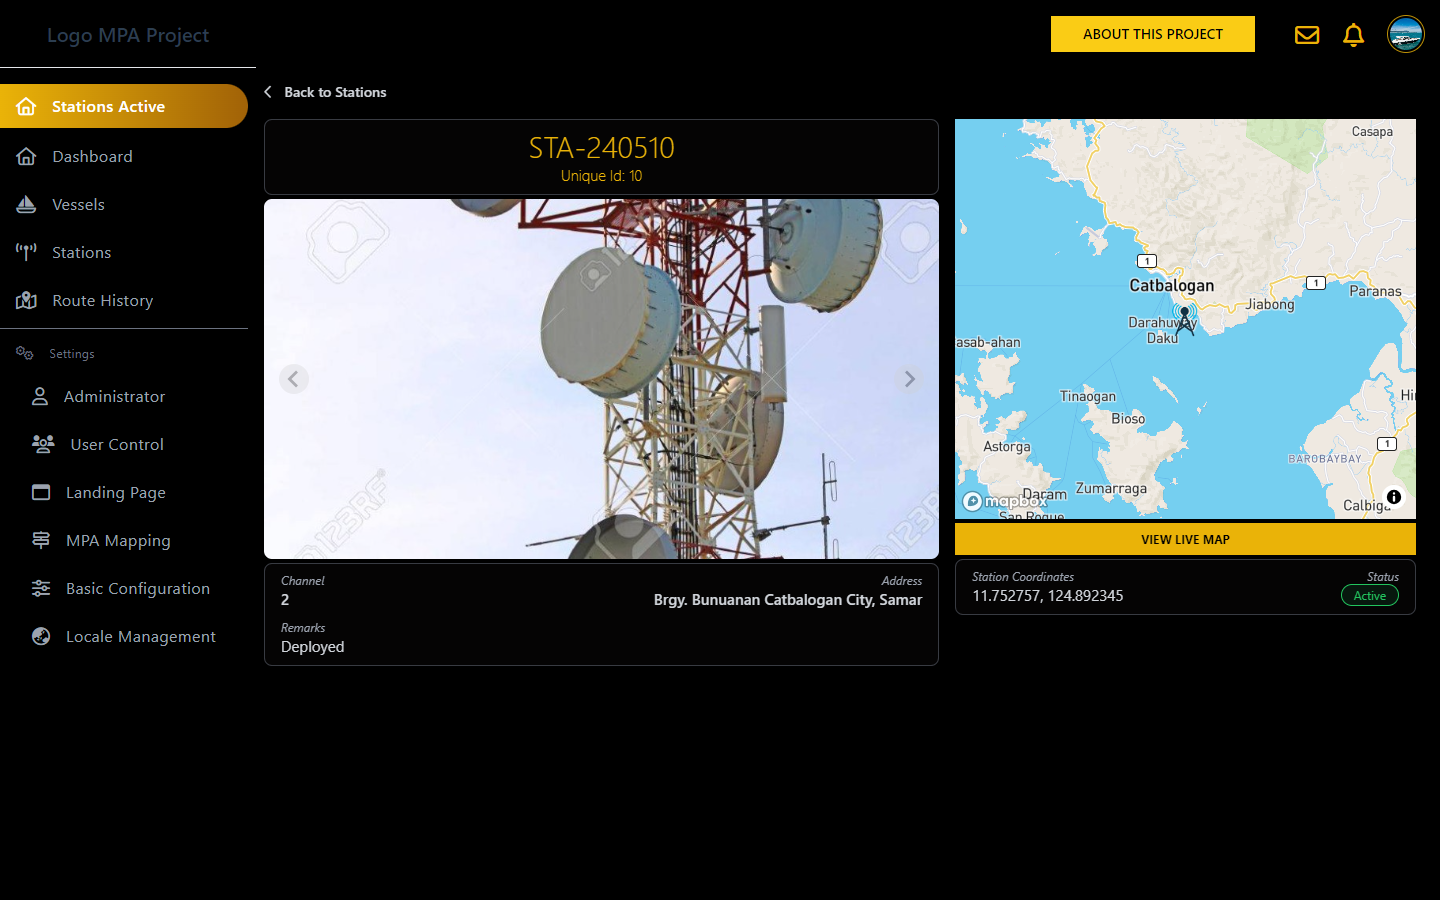 Logo MPA Project
ABOUT THIS PROJECT
Stations Active
Dashboard
Vessels
Stations
Route History
Settings
Administrator
User Control
Landing Page
MPA Mapping
Basic Configuration
Locale Management
Back to Stations
STA-240510
Unique Id: 10
123RF
123RF
123RF
Channel
2
Address
Brgy. Bunuanan Catbalogan City, Samar
Remarks
Deployed
Casapa
1
Catbalogan
1
Paranas
Jiabong
Darahuway
Daku
asab-ahan
Tinaogan
Bioso
Hi
Astorga
1
BAROBAYBAY
Zumarraga
Daram
mapbox
San Roque
Calbiga
VIEW LIVE MAP
Station Coordinates
11.752757, 124.892345
Status
Active